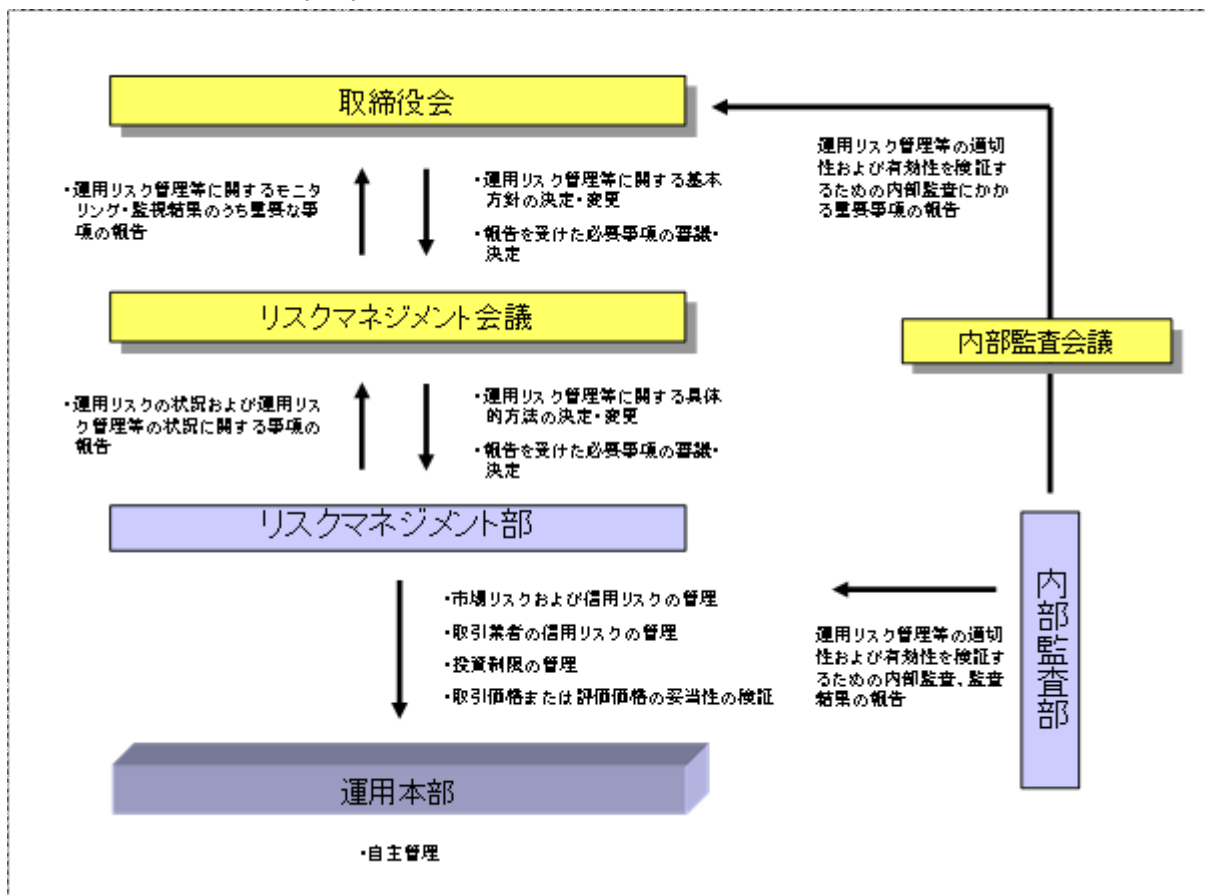 取締役会
・運用リスク管理等に関するモニタ
リング・監視結果のうち重要な事
項の報告
・運用リスク管理等に関する基本
方針の決定・変更
・報告を受けた必要事項の審議・
決定
運用リスク管理等の適切
性および有効性を検証す
るための内部監査にかか
る重要事項の報告
リスクマネジメント会議
内部監査会議
・運用リスクの状況および運用リス
ク管理等の状況に関する事項の
報告
・運用リスク管理等に関する具体
的方法の決定・変更
・報告を受けた必要事項の審議・
決定
リスクマネジメント部
・市場リスクおよび信用リスクの管理
・取引業者の信用リスクの管理
・投資制限の管理
・取引価格または評価価格の妥当性の検証
運用リスク管理等の適切
性および有効性を検証す
るための内部監査、監査
結果の報告
内部監査部
運用本部
・自主管理